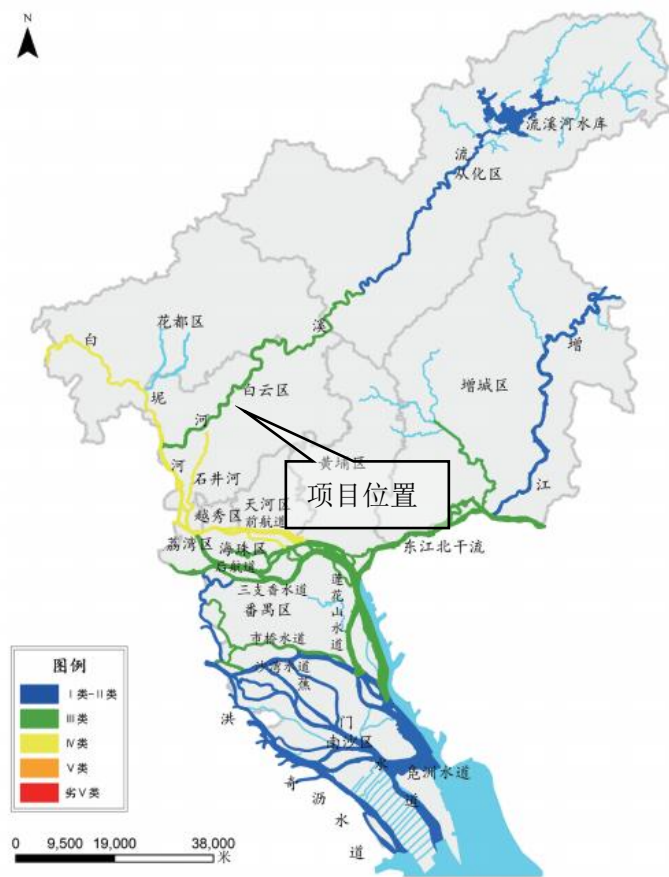 N
流溪河水库
流
从化区
溪
花都区
白
坭
河
白云区
河
增
增城区
江
石井河
黄埔区
项目位置
越秀区
天河区
前航道
荔湾区
海珠区
后航道
东江北干流
三支香水道
番禺区
莲花山水道
市桥水道
沙湾水道
蕉
门
水
道
南沙区
凫洲水道
洪
奇
沥
水
道
图例
Ⅰ类-Ⅱ类
Ⅲ类
Ⅳ类
Ⅴ类
劣Ⅴ类
0 9,500 19,000 38,000
米